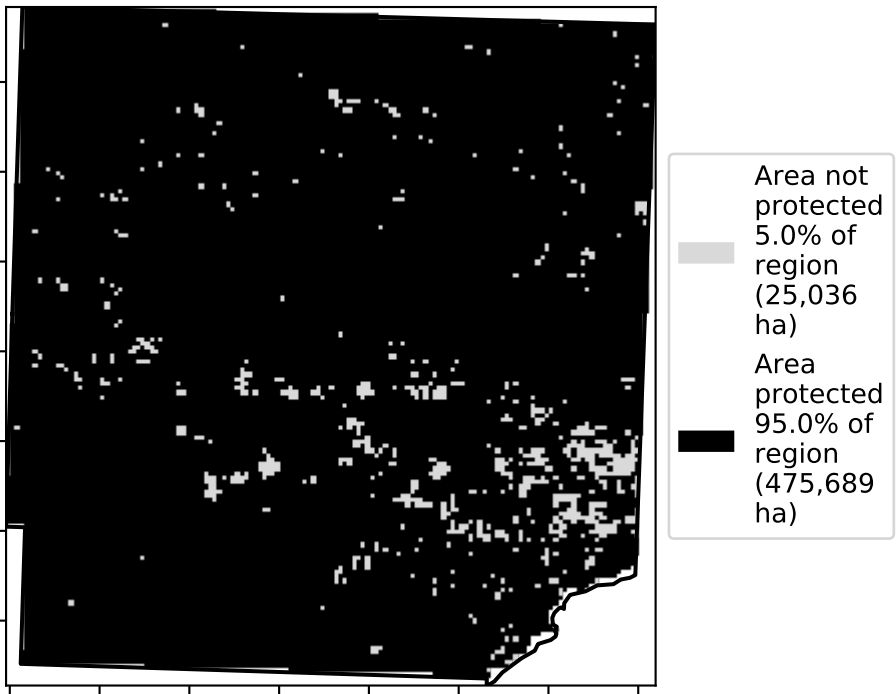 Area not
protected
5.0% of
region
(25,036
ha)
Area
protected
95.0% of
region
(475,689
ha)